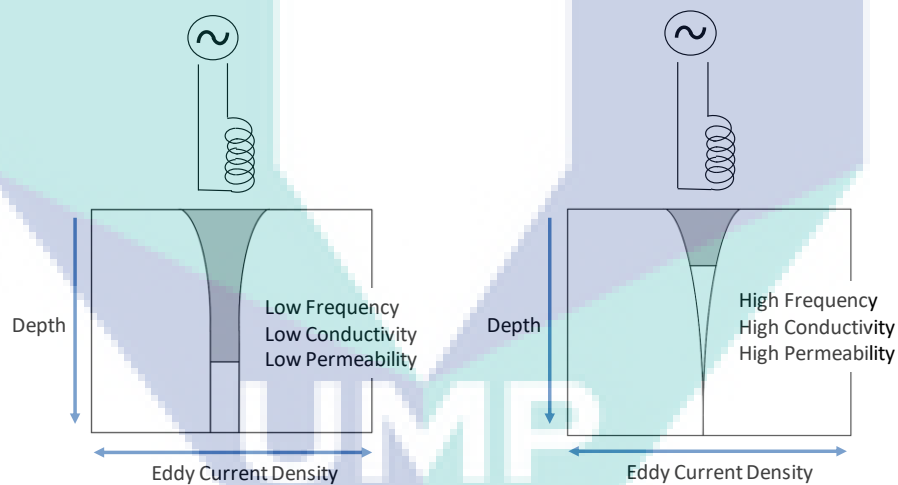 Depth
Low Frequency
Low Conductivity
Low Permeability
Eddy Current Density
Depth
High Frequency
High Conductivity
High Permeability
Eddy Current Density
UMP